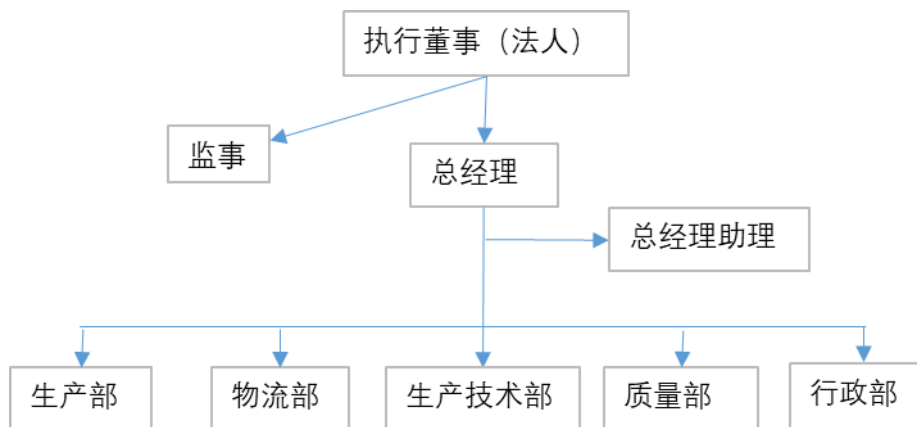 执行董事（法人）
监事
总经理
总经理助理
生产部
物流部
生产技术部
质量部
行政部